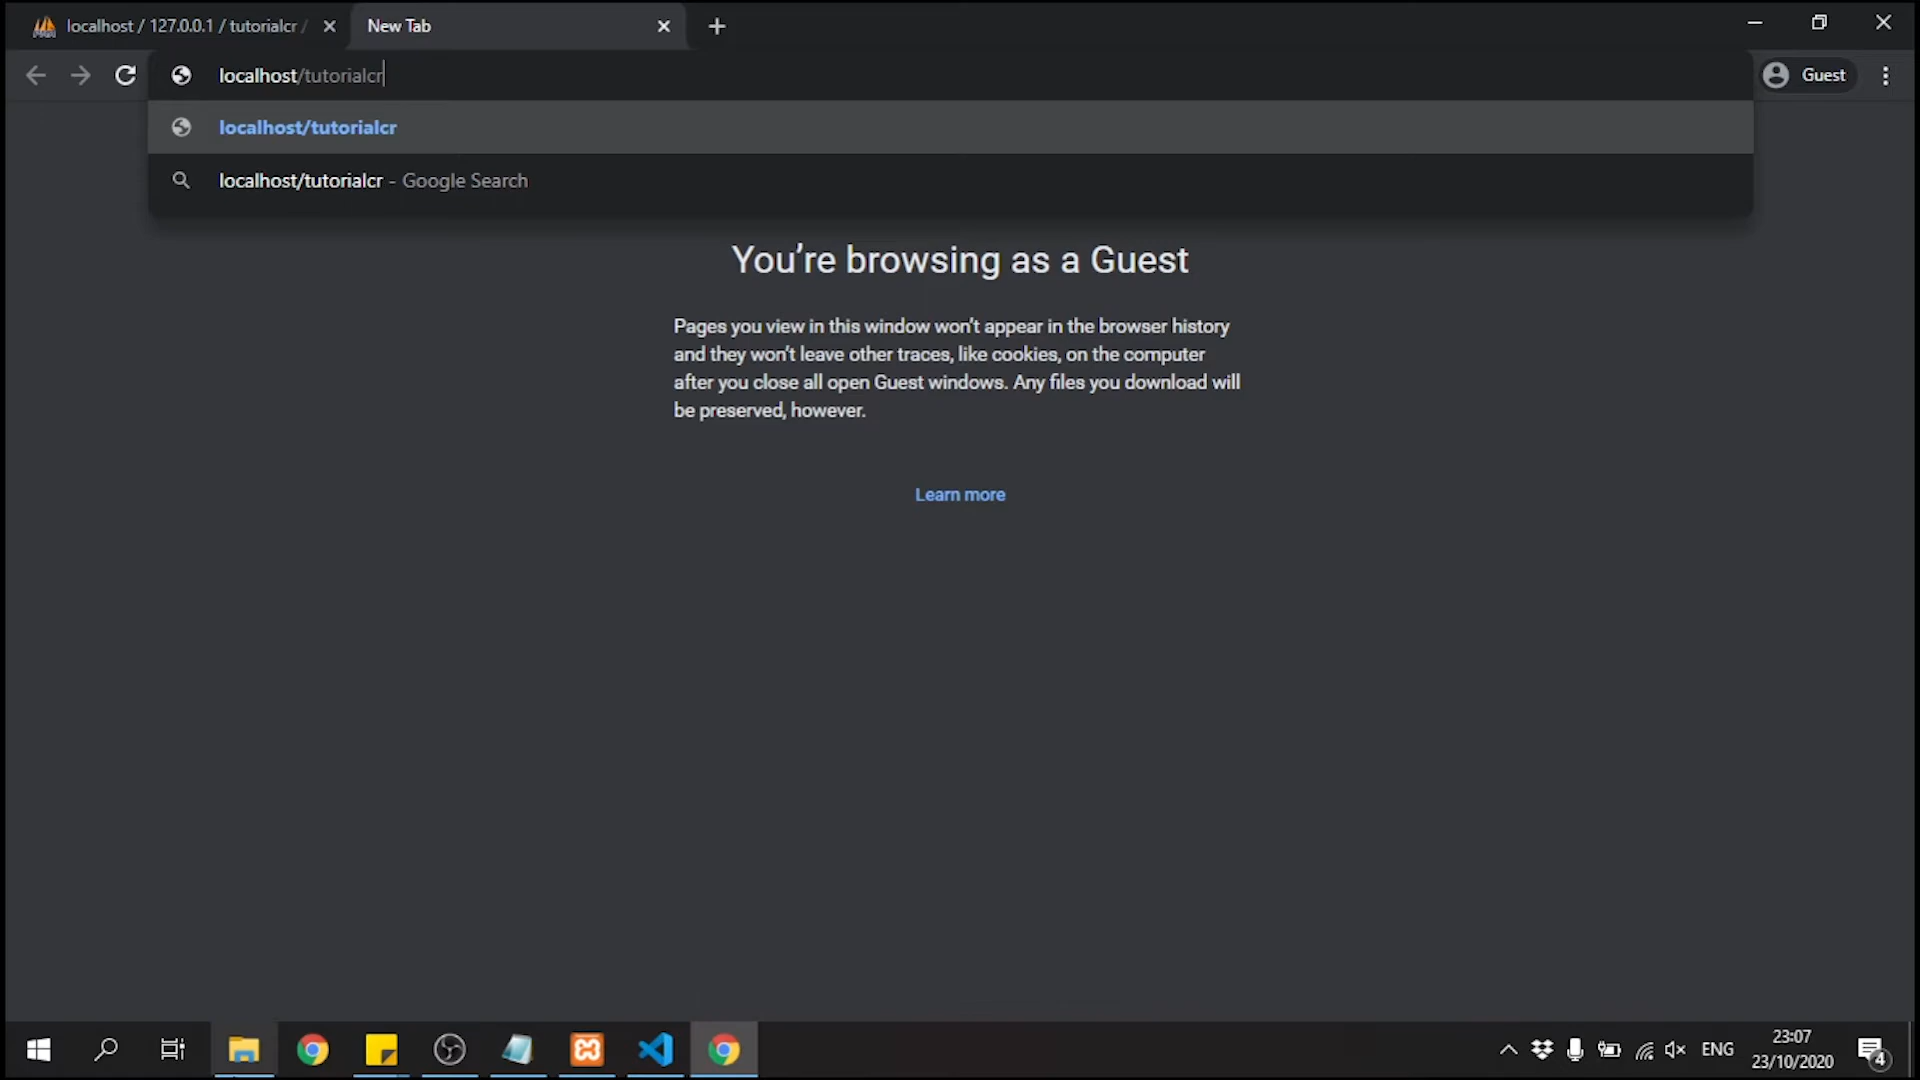 localhost / 127.0.0.1 / tutorialcr /
New Tab
localhost/tutorialcr
Guest
localhost/tutorialcr
localhost/tutorialcr - Google Search
You're browsing as a Guest
Pages you view in this window won't appear in the browser history
and they won't leave other traces, like cookies, on the computer
after you close all open Guest windows. Any files you download will
be preserved, however.
Learn more
ENG
23:07
23/10/2020
4